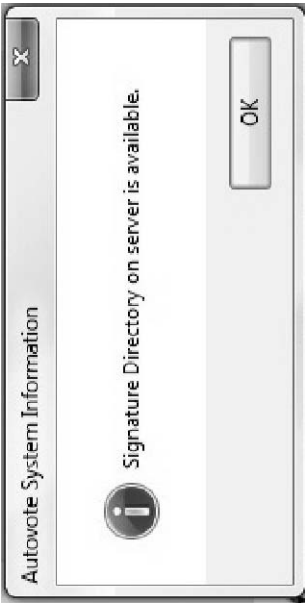 Autovote System Information
X
Signature Directory on server is available.
OK